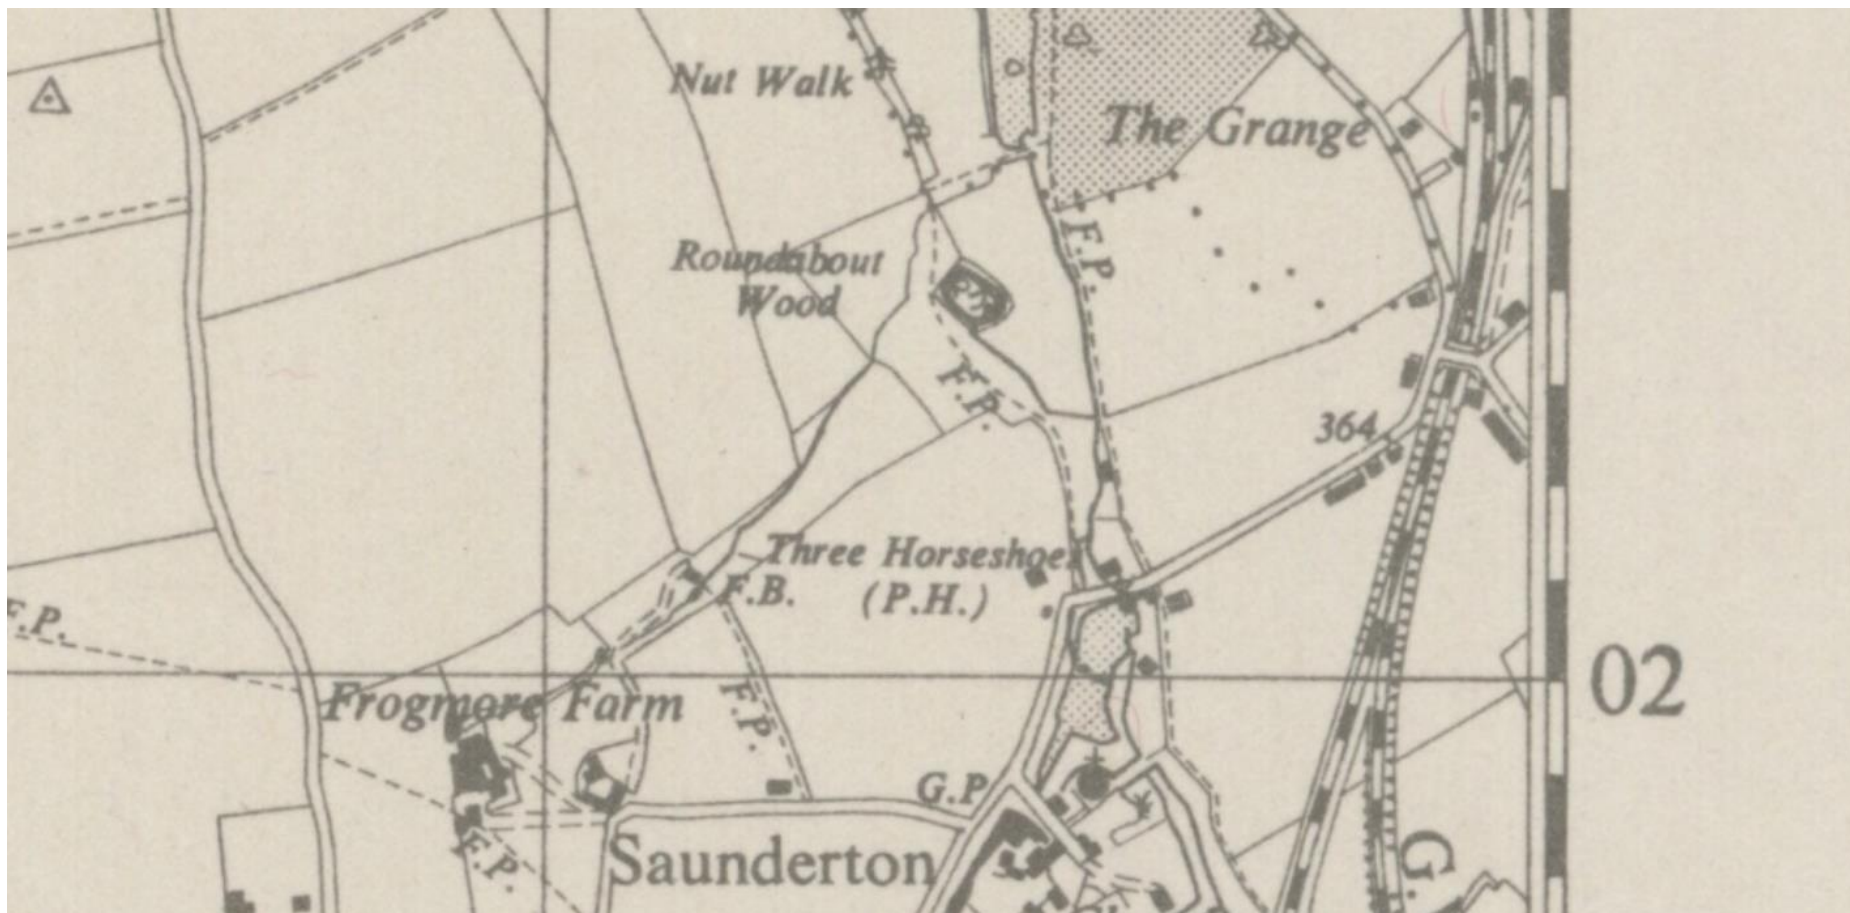 Nut Walk
The Grange
F.P.
Roundabout
Wood
F.P.
364
Three Horseshoes
(P.H.)
F.B.
F.P.
02
Frogmore Farm
F.P.
G.P
Saunderton
F.P.
G.